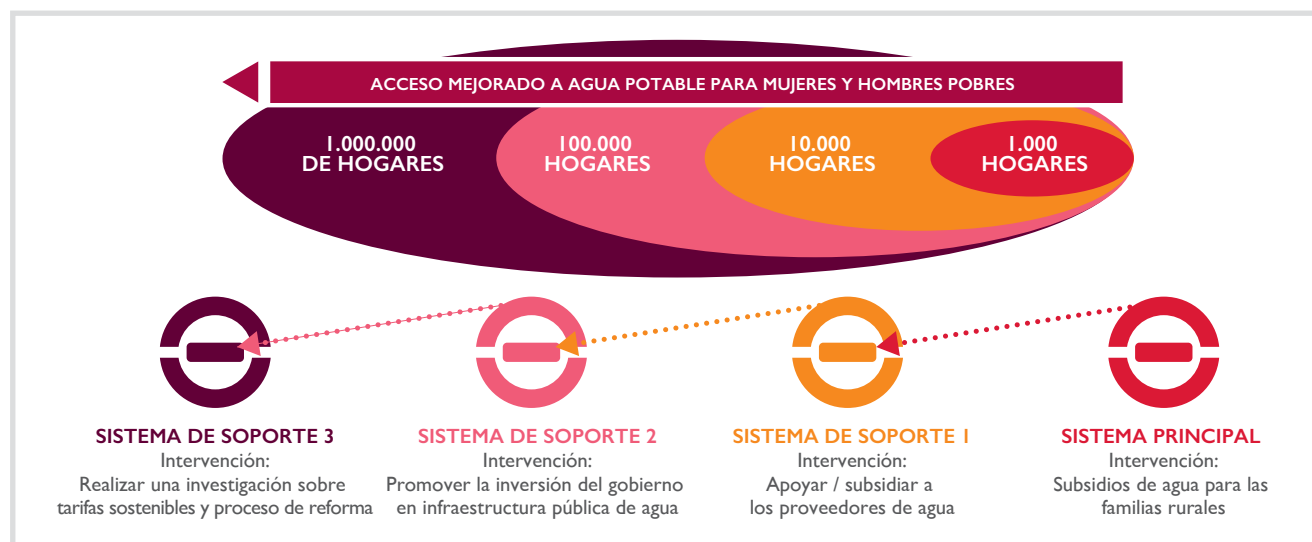 ACCESO MEJORADO A AGUA POTABLE PARA MUJERES Y HOMBRES POBRES
1.000.000
DE HOGARES
100.000
HOGARES
10.000
HOGARES
1.000
HOGARES
SISTEMA DE SOPORTE 3
Intervención:
Realizar una investigación sobre
tarifas sostenibles y proceso de reforma
SISTEMA DE SOPORTE 2
Intervención:
Promover la inversión del gobierno
en infraestructura pública de agua
SISTEMA DE SOPORTE 1
Intervención:
Apoyar / subsidiar a
los proveedores de agua
SISTEMA PRINCIPAL
Intervención:
Subsidios de agua para las
familias rurales